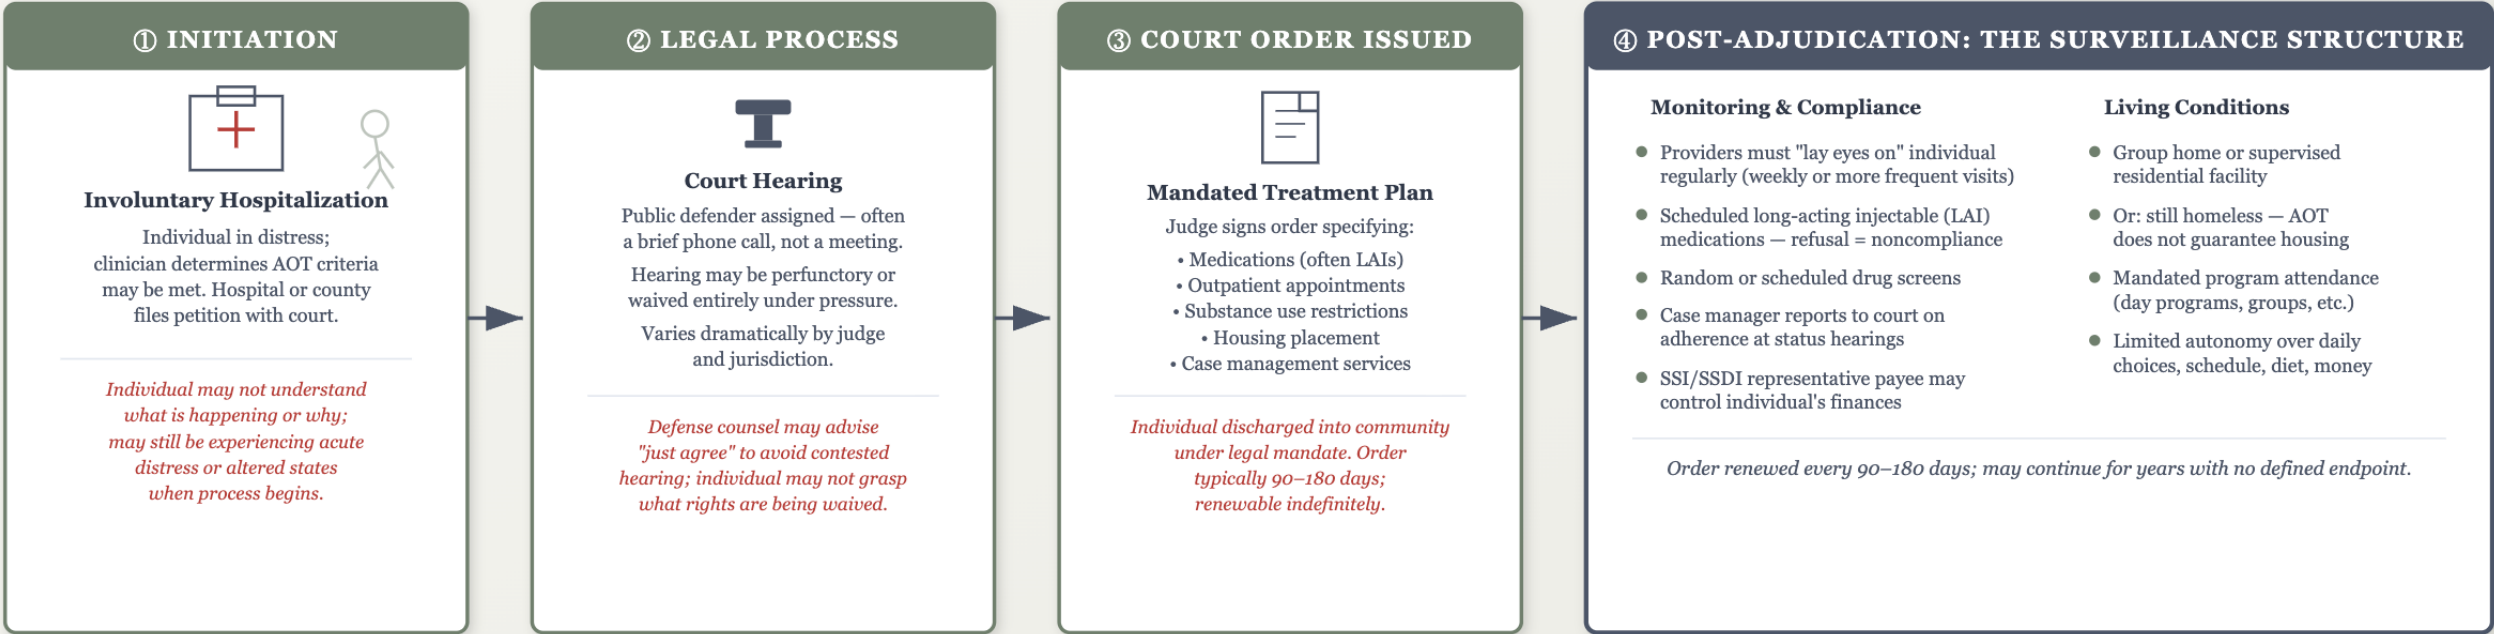 ① INITIATION
Involuntary Hospitalization
Individual in distress;
clinician determines AOT criteria
may be met. Hospital or county
files petition with court.
Individual may not understand
what is happening or why;
may still be experiencing acute
distress or altered states
when process begins.
② LEGAL PROCESS
Court Hearing
Public defender assigned — often
a brief phone call, not a meeting.
Hearing may be perfunctory or
waived entirely under pressure.
Varies dramatically by judge
and jurisdiction.
Defense counsel may advise
"just agree" to avoid contested
hearing; individual may not grasp
what rights are being waived.
③ COURT ORDER ISSUED
Mandated Treatment Plan
Judge signs order specifying:
• Medications (often LAIs)
• Outpatient appointments
• Substance use restrictions
• Housing placement
• Case management services
Individual discharged into community
under legal mandate. Order
typically 90–180 days;
renewable indefinitely.
④ POST-ADJUDICATION: THE SURVEILLANCE STRUCTURE
Monitoring & Compliance
● Providers must "lay eyes on" individual
regularly (weekly or more frequent visits)
● Scheduled long-acting injectable (LAI)
medications — refusal = noncompliance
● Random or scheduled drug screens
● Case manager reports to court on
adherence at status hearings
● SSI/SSDI representative payee may
control individual's finances
Living Conditions
● Group home or supervised
residential facility
● Or: still homeless — AOT
does not guarantee housing
● Mandated program attendance
(day programs, groups, etc.)
● Limited autonomy over daily
choices, schedule, diet, money
Order renewed every 90–180 days; may continue for years with no defined endpoint.